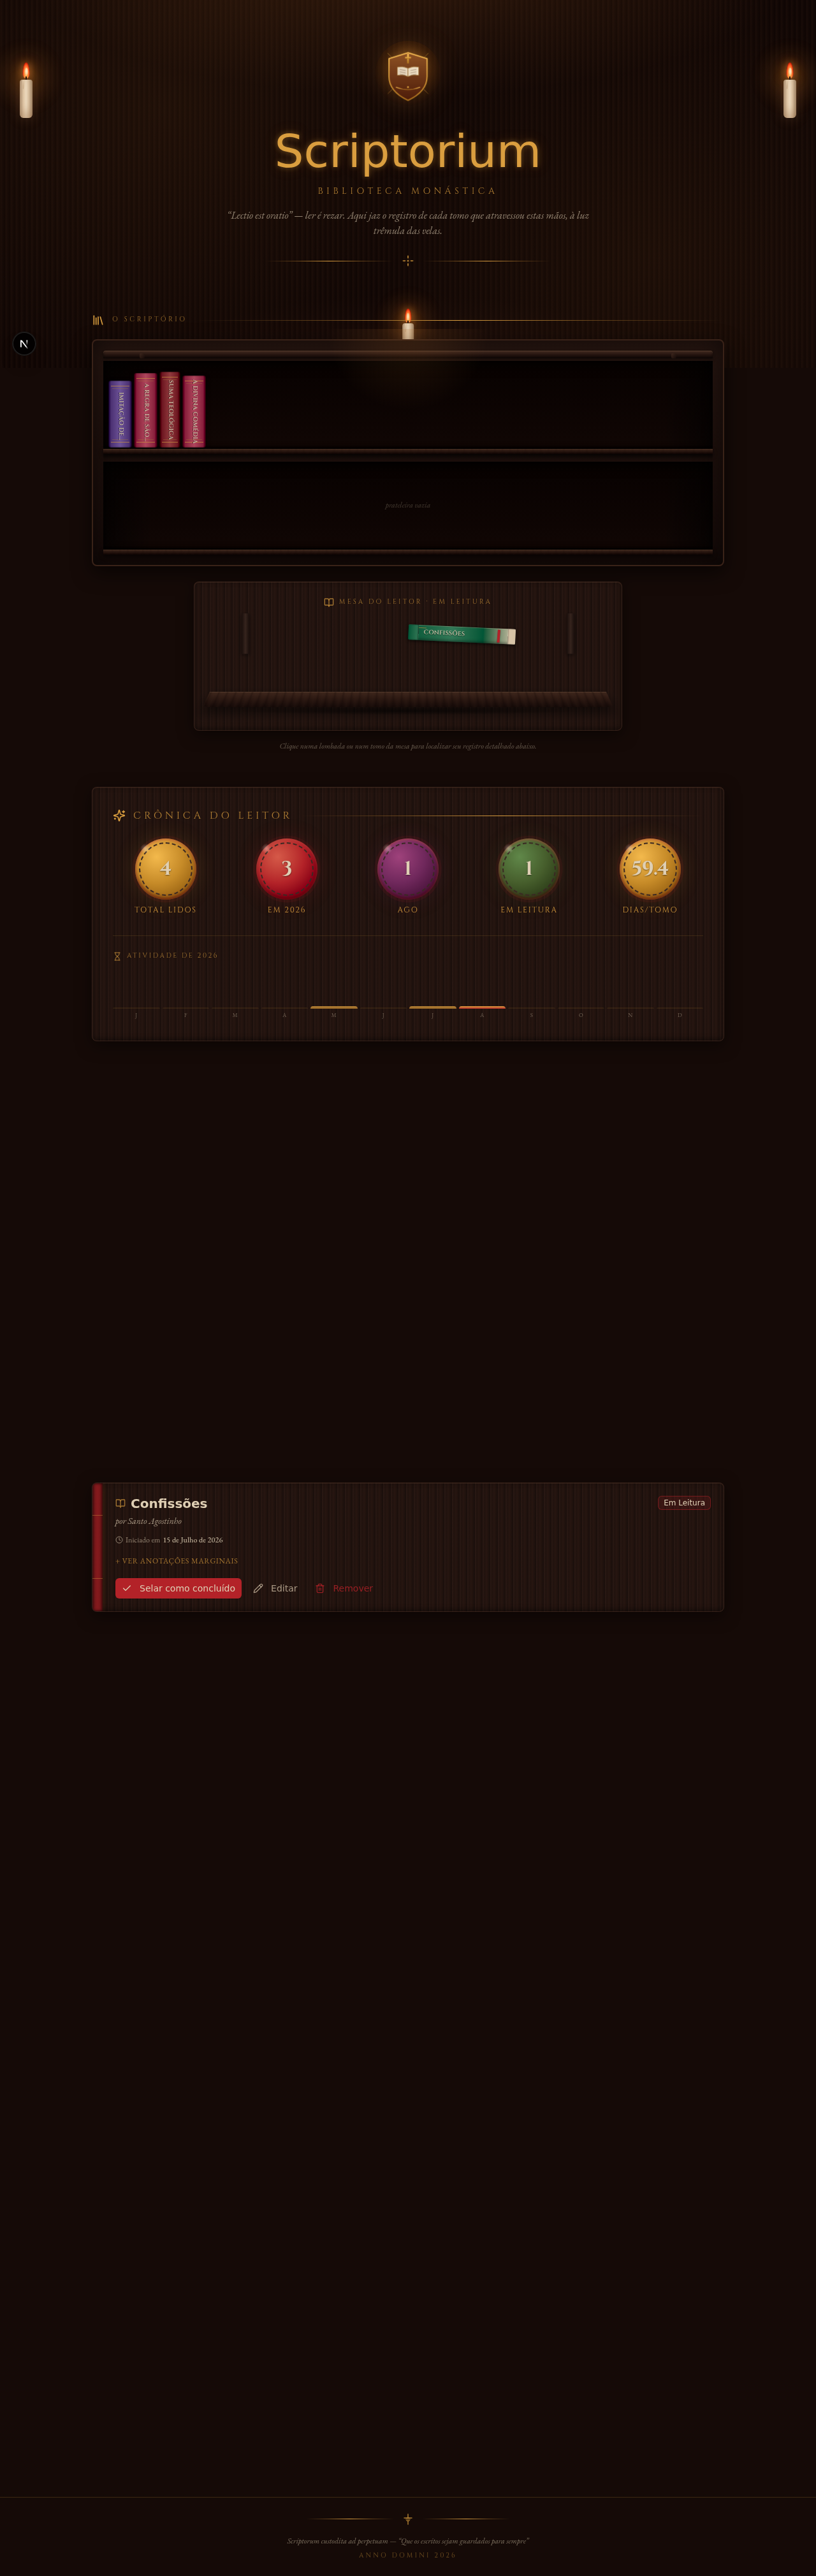 Scriptorium
BIBLIOTECA MONÁSTICA
“Lectio est oratio” — ler é rezar. Aqui jaz o registro de cada tomo que atravessou estas mãos, à luz
trêmula das velas.
O SCRIPTÓRIO
N
IMITAÇÃO DE…
A REGRA DE SÃO…
SUMA TEOLÓGICA
A DIVINA COMÉDIA
prateleira vazia
MESA DO LEITOR · EM LEITURA
CONFISSÕES
Clique numa lombada ou num tomo da mesa para localizar seu registro detalhado abaixo.
CRÔNICA DO LEITOR
4
3
1
1
59.4
TOTAL LIDOS
EM 2026
AGO
EM LEITURA
DIAS/TOMO
ATIVIDADE DE 2026
J F M A M J J A S O N D
Confissões
Em Leitura
por Santo Agostinho
Iniciado em 15 de Julho de 2026
+ VER ANOTAÇÕES MARGINAIS
Selar como concluído
Editar
Remover
Scriptorum custodita ad perpetuam — “Que os escritos sejam guardados para sempre”
ANNO DOMINI 2026